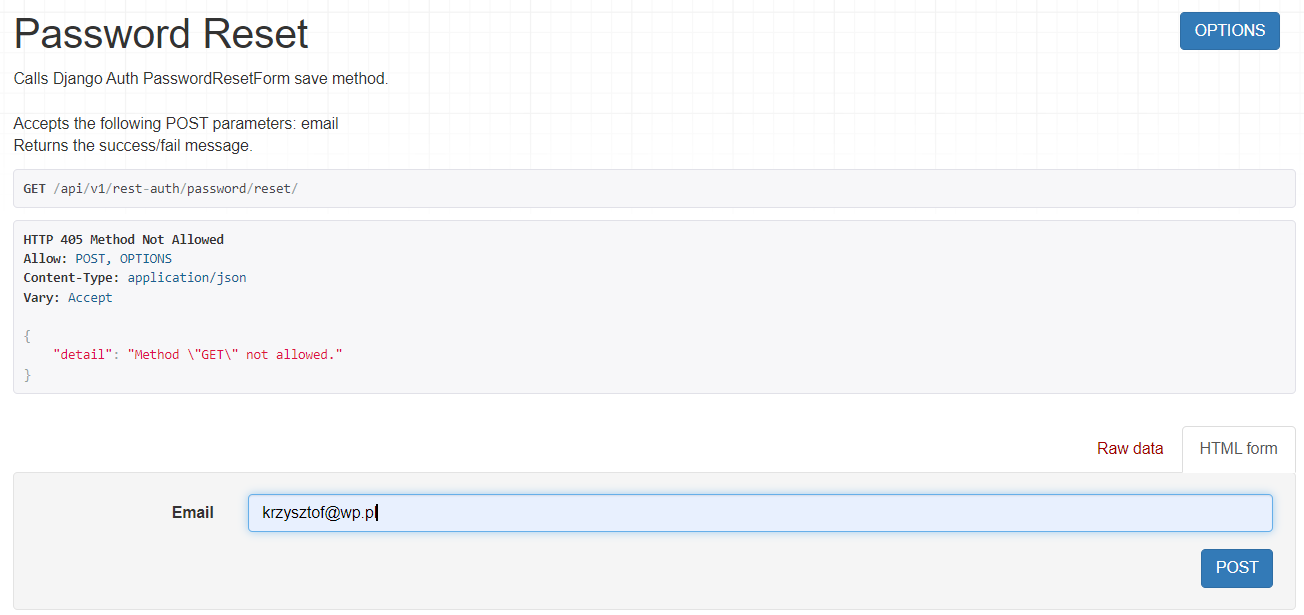 Password Reset
OPTIONS
Calls Django Auth PasswordResetForm save method.
Accepts the following POST parameters: email
Returns the success/fail message.
GET /api/v1/rest-auth/password/reset/
HTTP 405 Method Not Allowed
Allow: POST, OPTIONS
Content-Type: application/json
Vary: Accept
{
"detail": "Method \"GET\" not allowed."
}
Raw data
HTML form
Email krzysztof@wp.pl
POST